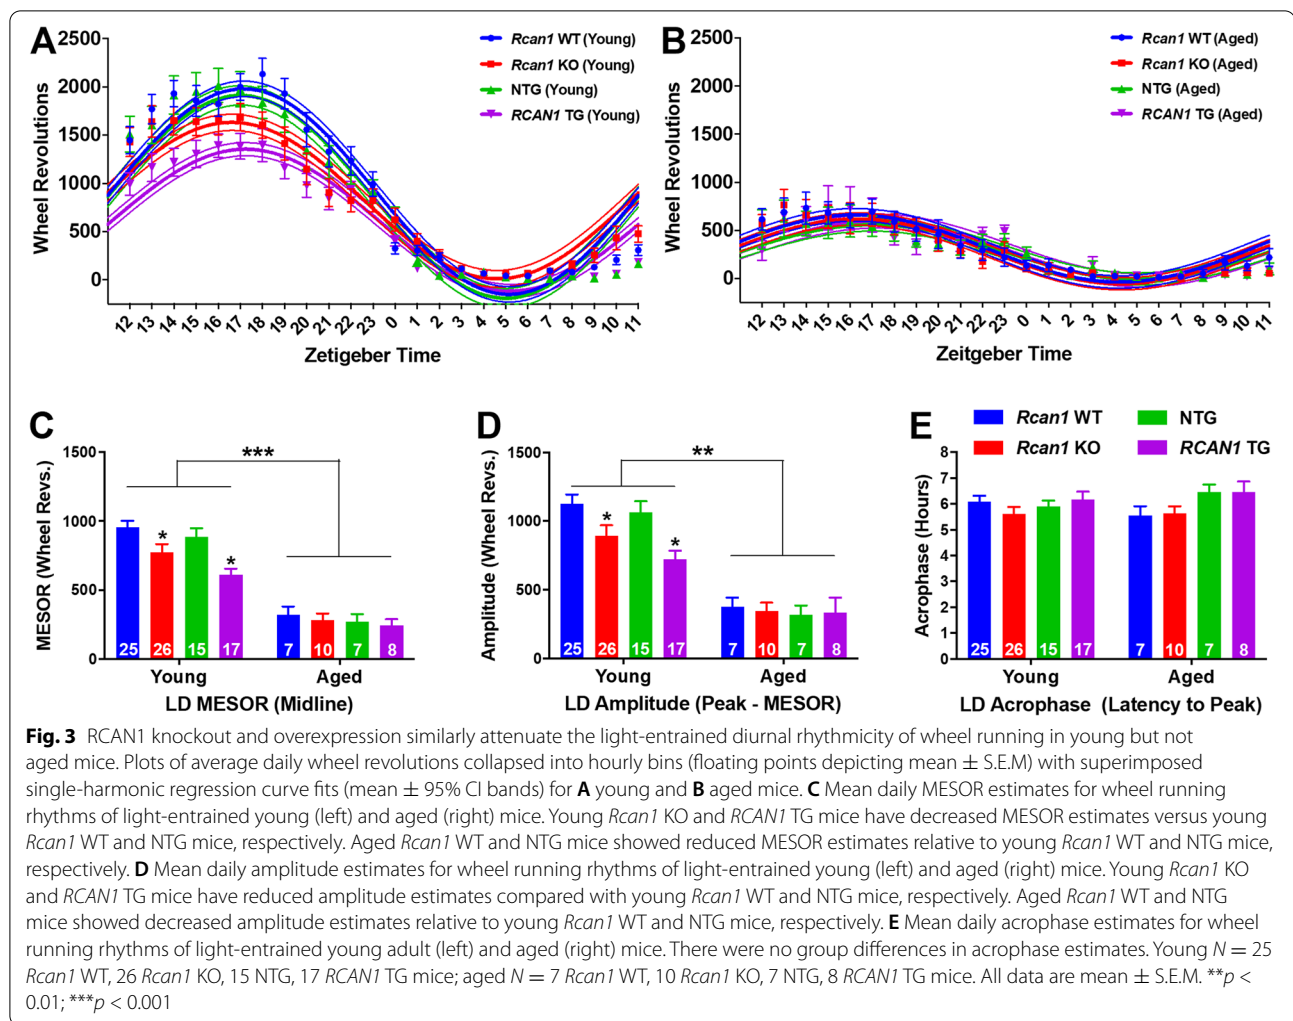 A
2500
2000
1500
1000
500
0
Wheel Revolutions
Rcan1 WT (Young)
Rcan1 KO (Young)
NTG (Young)
RCAN1 TG (Young)
12 13 14 15 16 17 18 19 20 21 22 23 0 1 2 3 4 5 6 7 8 9 10 11
Zetigeber Time
B
2500
2000
1500
1000
500
0
Wheel Revolutions
Rcan1 WT (Aged)
Rcan1 KO (Aged)
NTG (Aged)
RCAN1 TG (Aged)
12 13 14 15 16 17 18 19 20 21 22 23 0 1 2 3 4 5 6 7 8 9 10 11
Zeitgeber Time
C
1500
1000
500
0
MESOR (Wheel Revs.)
***
* *
25 26 15 17 7 10 7 8
Young Aged
LD MESOR (Midline)
D
1500
1000
500
0
Amplitude (Wheel Revs.)
**
* *
25 26 15 17 7 10 7 8
Young Aged
LD Amplitude (Peak - MESOR)
E
Rcan1 WT
Rcan1 KO
NTG
RCAN1 TG
8
7
6
5
4
3
2
1
0
Acrophase (Hours)
25 26 15 17 7 10 7 8
Young Aged
LD Acrophase (Latency to Peak)
Fig. 3 RCAN1 knockout and overexpression similarly attenuate the light-entrained diurnal rhythmicity of wheel running in young but not
aged mice. Plots of average daily wheel revolutions collapsed into hourly bins (floating points depicting mean ± S.E.M) with superimposed
single-harmonic regression curve fits (mean ± 95% CI bands) for A young and B aged mice. C Mean daily MESOR estimates for wheel running
rhythms of light-entrained young (left) and aged (right) mice. Young Rcan1 KO and RCAN1 TG mice have decreased MESOR estimates versus young
Rcan1 WT and NTG mice, respectively. Aged Rcan1 WT and NTG mice showed reduced MESOR estimates relative to young Rcan1 WT and NTG mice,
respectively. D Mean daily amplitude estimates for wheel running rhythms of light-entrained young (left) and aged (right) mice. Young Rcan1 KO
and RCAN1 TG mice have reduced amplitude estimates compared with young Rcan1 WT and NTG mice, respectively. Aged Rcan1 WT and NTG
mice showed decreased amplitude estimates relative to young Rcan1 WT and NTG mice, respectively. E Mean daily acrophase estimates for wheel
running rhythms of light-entrained young adult (left) and aged (right) mice. There were no group differences in acrophase estimates. Young N = 25
Rcan1 WT, 26 Rcan1 KO, 15 NTG, 17 RCAN1 TG mice; aged N = 7 Rcan1 WT, 10 Rcan1 KO, 7 NTG, 8 RCAN1 TG mice. All data are mean ± S.E.M. **p <
0.01; ***p < 0.001